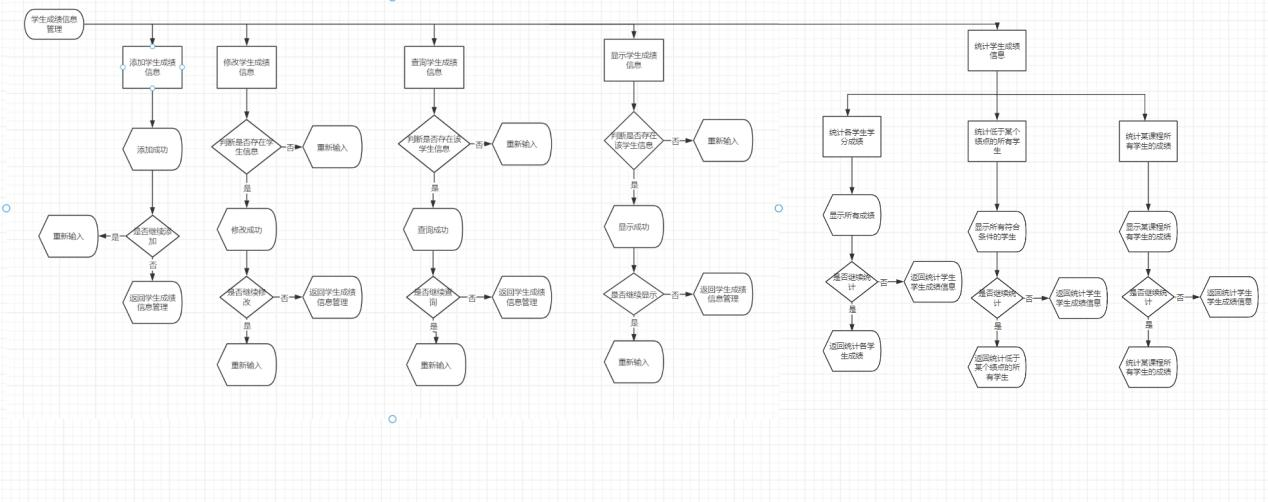 学生成绩信息
管理
添加学生成绩
信息
添加成功
是否继续添
加
是
重新输入
否
返回学生成绩
信息管理
修改学生成绩
信息
判断是否存在学
生信息
否
重新输入
是
修改成功
是否继续修
改
否
返回学生成绩
信息管理
是
重新输入
查询学生成绩
信息
判断是否存在该
学生信息
否
重新输入
是
查询成功
是否继续查
询
否
返回学生成绩
信息管理
是
重新输入
显示学生成绩
信息
判断是否存在
该学生信息
否
重新输入
是
显示成功
是否继续显示
否
返回学生成绩
信息管理
是
重新输入
统计学生成绩
信息
统计各学生学
分成绩
显示所有成绩
是否继续统
计
否
返回统计学生
学生成绩信息
是
返回统计各学
生成绩
统计低于某个
绩点的所有学
生
显示所有符合
条件的学生
是否继续统
计
否
返回统计学生
学生成绩信息
是
返回统计低于
某个绩点的所
有学生
统计某课程所
有学生的成绩
显示某课程所
有学生的成绩
是否继续统
计
否
返回统计学生
学生成绩信息
是
统计某课程所
有学生的成绩